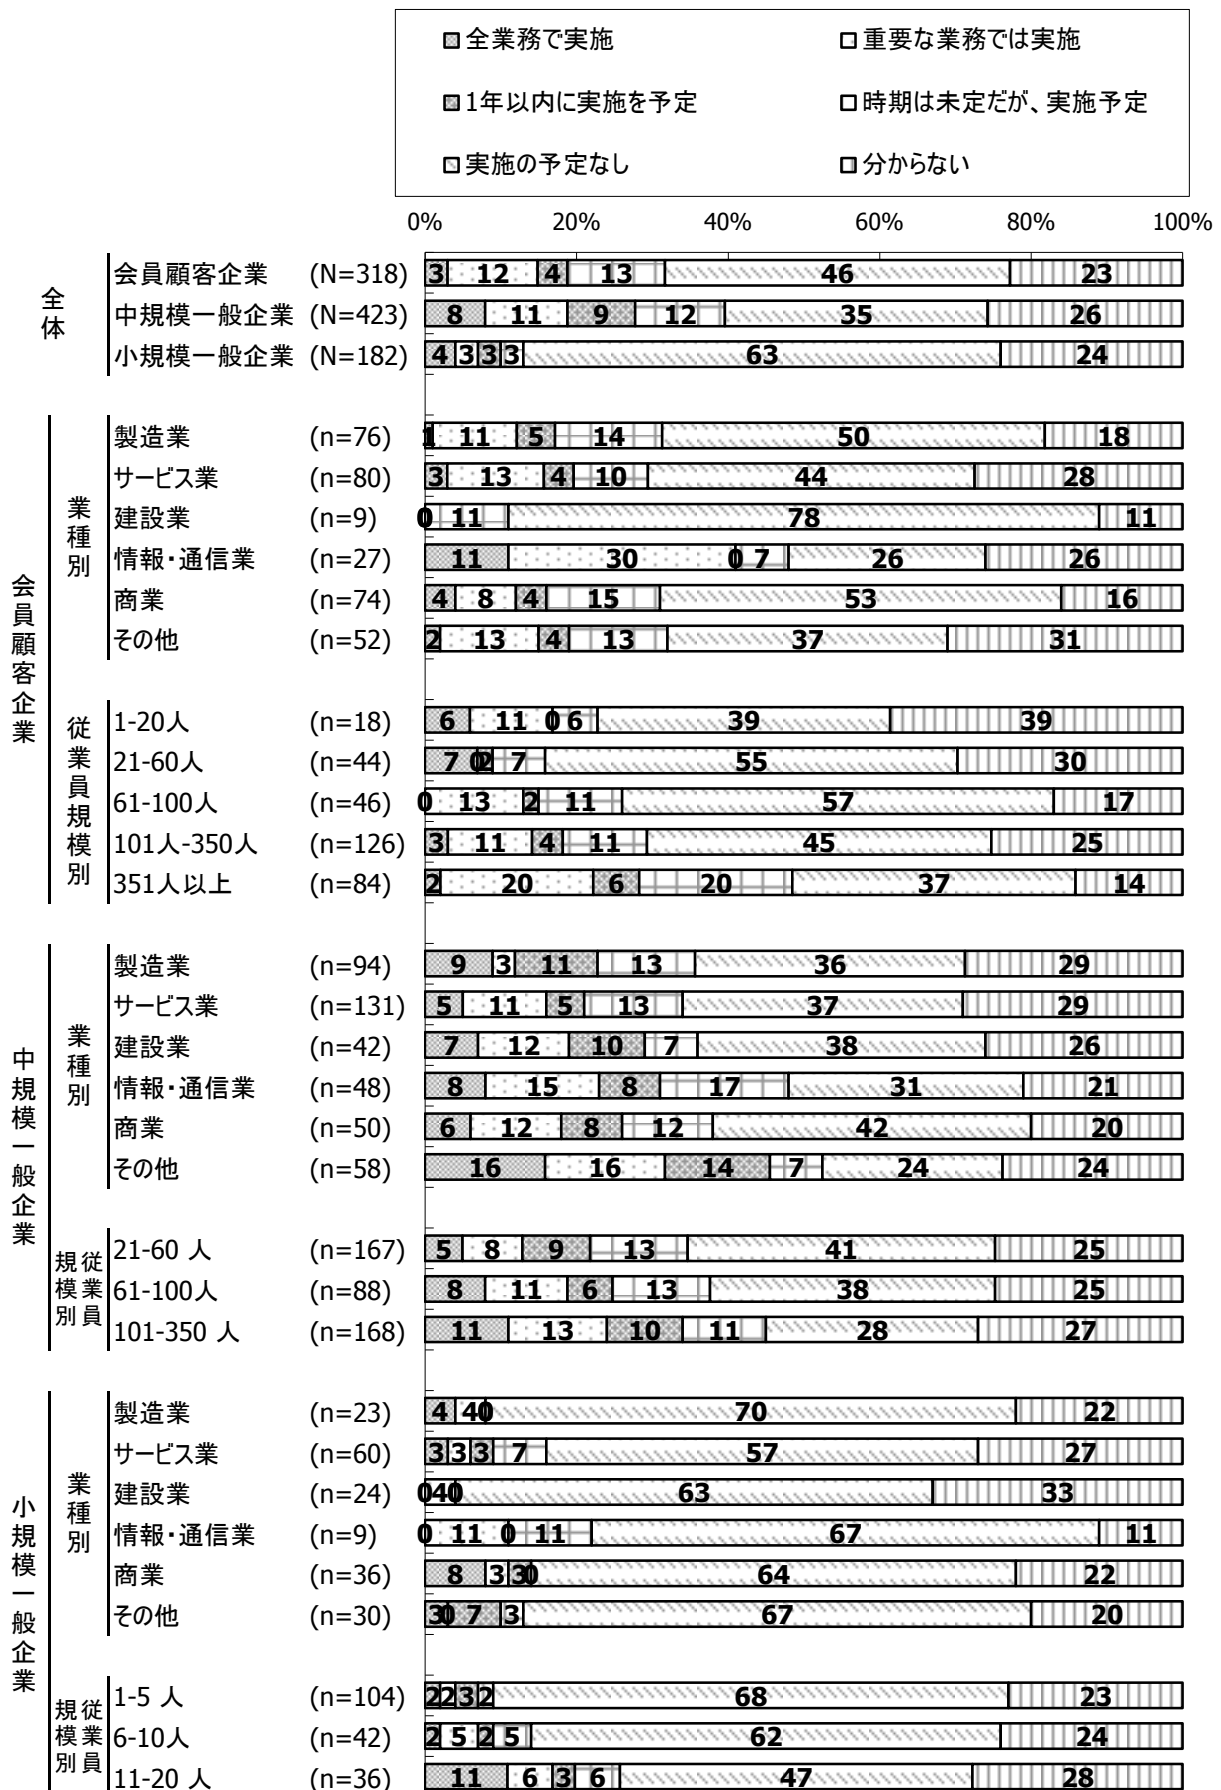 全業務で実施 重要な業務では実施
1年以内に実施を予定 時期は未定だが、実施予定
実施の予定なし 分からない
0% 20% 40% 60% 80% 100%
全体
会員顧客企業 (N=318) 3 12 4 13 46 23
中規模一般企業 (N=423) 8 11 9 12 35 26
小規模一般企業 (N=182) 4 3 3 3 63 24
会員顧客企業
業種別
製造業 (n=76) 1 11 5 14 50 18
サービス業 (n=80) 3 13 4 10 44 28
建設業 (n=9) 0 11 78 11
情報・通信業 (n=27) 11 30 0 7 26 26
商業 (n=74) 4 8 4 15 53 16
その他 (n=52) 2 13 4 13 37 31
従業員規模別
1-20人 (n=18) 6 11 0 6 39 39
21-60人 (n=44) 7 0 2 7 55 30
61-100人 (n=46) 0 13 2 11 57 17
101人-350人 (n=126) 3 11 4 11 45 25
351人以上 (n=84) 2 20 6 20 37 14
中規模一般企業
業種別
製造業 (n=94) 9 3 11 13 36 29
サービス業 (n=131) 5 11 5 13 37 29
建設業 (n=42) 7 12 10 7 38 26
情報・通信業 (n=48) 8 15 8 17 31 21
商業 (n=50) 6 12 8 12 42 20
その他 (n=58) 16 16 14 7 24 24
従業員規模別
21-60 人 (n=167) 5 8 9 13 41 25
61-100人 (n=88) 8 11 6 13 38 25
101-350 人 (n=168) 11 13 10 11 28 27
小規模一般企業
業種別
製造業 (n=23) 4 4 0 70 22
サービス業 (n=60) 3 3 3 7 57 27
建設業 (n=24) 0 4 0 63 33
情報・通信業 (n=9) 0 11 0 11 67 11
商業 (n=36) 8 3 3 0 64 22
その他 (n=30) 3 0 7 3 67 20
従業員規模別
1-5 人 (n=104) 2 2 3 2 68 23
6-10人 (n=42) 2 5 2 5 62 24
11-20 人 (n=36) 11 6 3 6 47 28